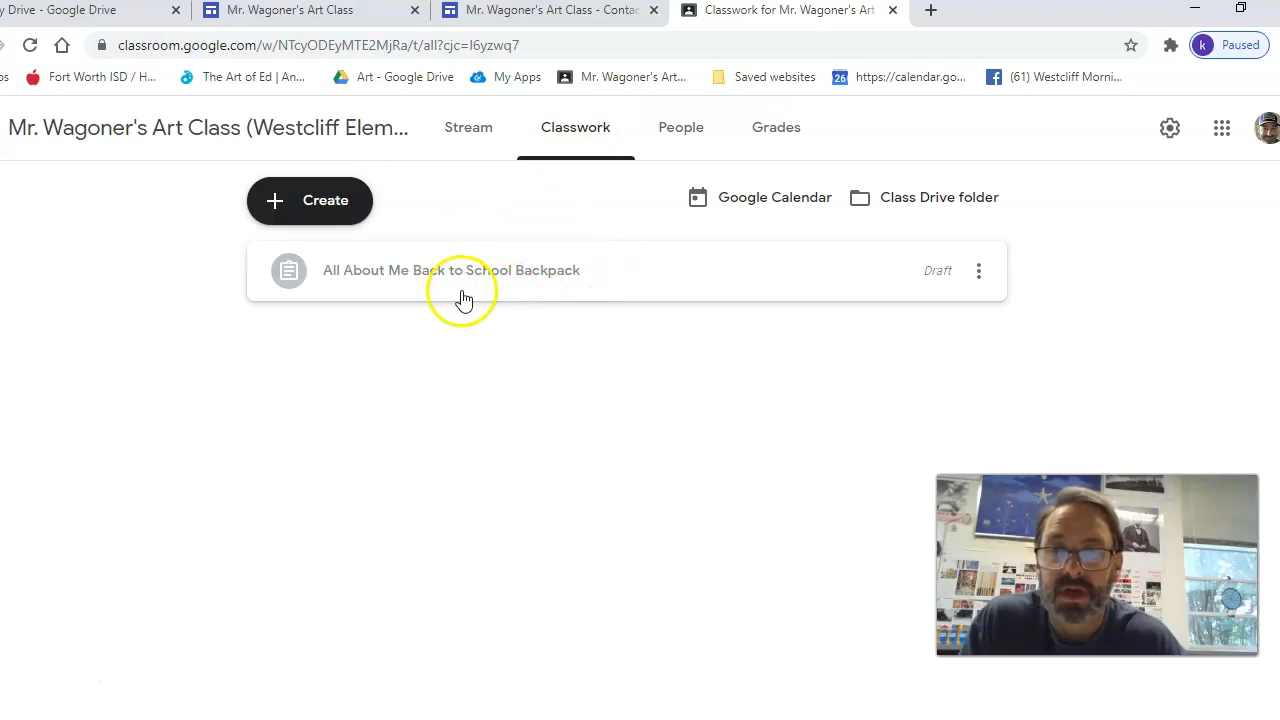 y Drive - Google Drive
Mr. Wagoner's Art Class
Mr. Wagoner's Art Class - Contac
Classwork for Mr. Wagoner's Art
classroom.google.com/w/NTcyODEyMTE2MjRa/t/all?cjc=l6yzwq7
k Paused
ps
Fort Worth ISD / H...
The Art of Ed | An...
Art - Google Drive
My Apps
Mr. Wagoner's Art...
Saved websites
26
https://calendar.go...
(61) Westcliff Morni...
Mr. Wagoner's Art Class (Westcliff Elem...
Stream
Classwork
People
Grades
Create
Google Calendar
Class Drive folder
All About Me Back to School Backpack
Draft